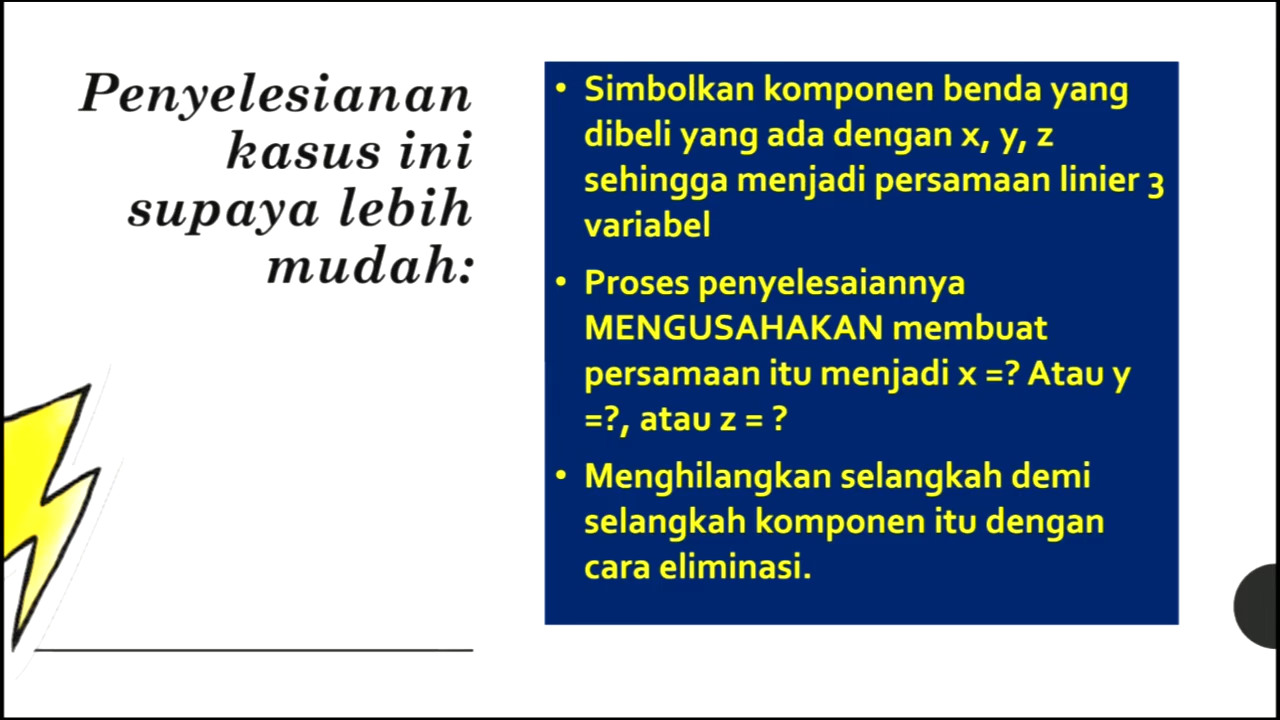 Penyelesianan
kasus ini
supaya lebih
mudah:
• Simbolkan komponen benda yang
dibeli yang ada dengan x, y, z
sehingga menjadi persamaan linier 3
variabel
• Proses penyelesaiannya
MENGUSAHAKAN membuat
persamaan itu menjadi x =? Atau y
=?, atau z = ?
• Menghilangkan selangkah demi
selangkah komponen itu dengan
cara eliminasi.